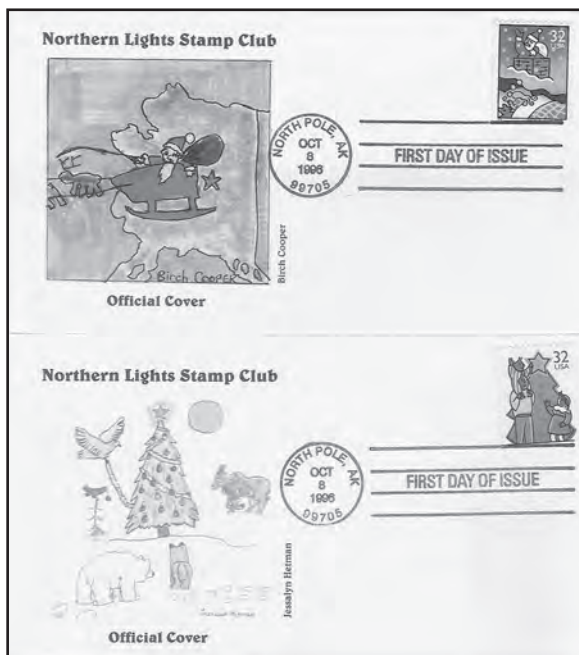 Northern Lights Stamp Club
32
USA
NORTH POLE, AK
OCT
8
1996
99705
FIRST DAY OF ISSUE
Birch Cooper
Birch Cooper
Official Cover
Northern Lights Stamp Club
32
USA
NORTH POLE, AK
OCT
8
1996
99705
FIRST DAY OF ISSUE
Jessalyn Hetman
Official Cover